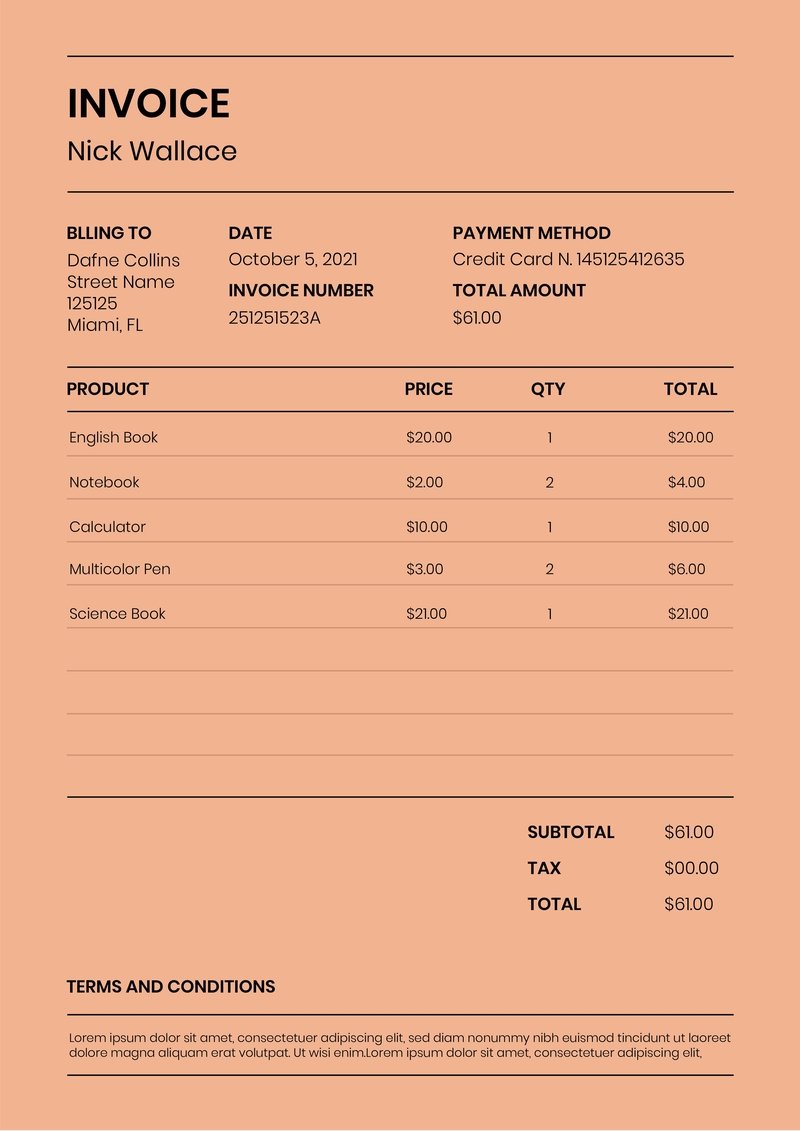 INVOICE
Nick Wallace
BLLING TO
Dafne Collins
Street Name
125125
Miami, FL
DATE
October 5, 2021
INVOICE NUMBER
251251523A
PAYMENT METHOD
Credit Card N. 145125412635
TOTAL AMOUNT
$61.00
PRODUCT PRICE QTY TOTAL
English Book $20.00 1 $20.00
Notebook $2.00 2 $4.00
Calculator $10.00 1 $10.00
Multicolor Pen $3.00 2 $6.00
Science Book $21.00 1 $21.00
SUBTOTAL $61.00
TAX $00.00
TOTAL $61.00
TERMS AND CONDITIONS
Lorem ipsum dolor sit amet, consectetuer adipiscing elit, sed diam nonummy nibh euismod tincidunt ut laoreet
dolore magna aliquam erat volutpat. Ut wisi enim.Lorem ipsum dolor sit amet, consectetuer adipiscing elit,